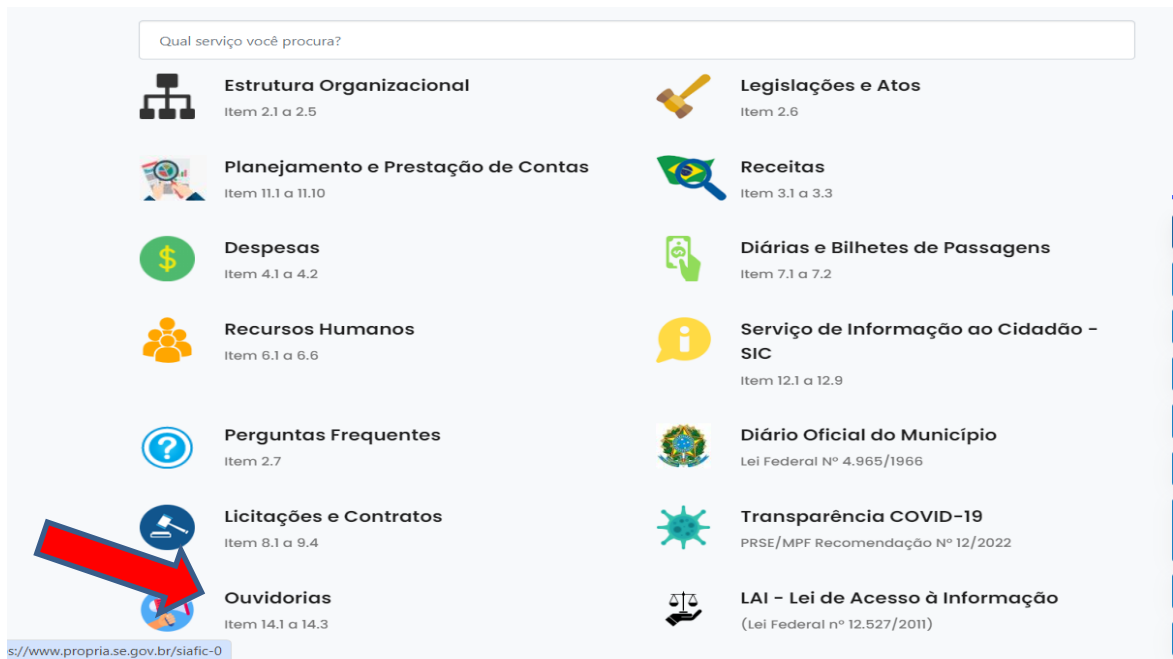 Qual serviço você procura?
Estrutura Organizacional
Item 2.1 a 2.5
Legislações e Atos
Item 2.6
Planejamento e Prestação de Contas
Item 11.1 a 11.10
Receitas
Item 3.1 a 3.3
Despesas
Item 4.1 a 4.2
Diárias e Bilhetes de Passagens
Item 7.1 a 7.2
Recursos Humanos
Item 6.1 a 6.6
Serviço de Informação ao Cidadão -
SIC
Item 12.1 a 12.9
Perguntas Frequentes
Item 2.7
Diário Oficial do Município
Lei Federal Nº 4.965/1966
Licitações e Contratos
Item 8.1 a 9.4
Transparência COVID-19
PRSE/MPF Recomendação Nº 12/2022
Ouvidorias
Item 14.1 a 14.3
LAI - Lei de Acesso à Informação
(Lei Federal nº 12.527/2011)
s://www.propria.se.gov.br/siafic-0